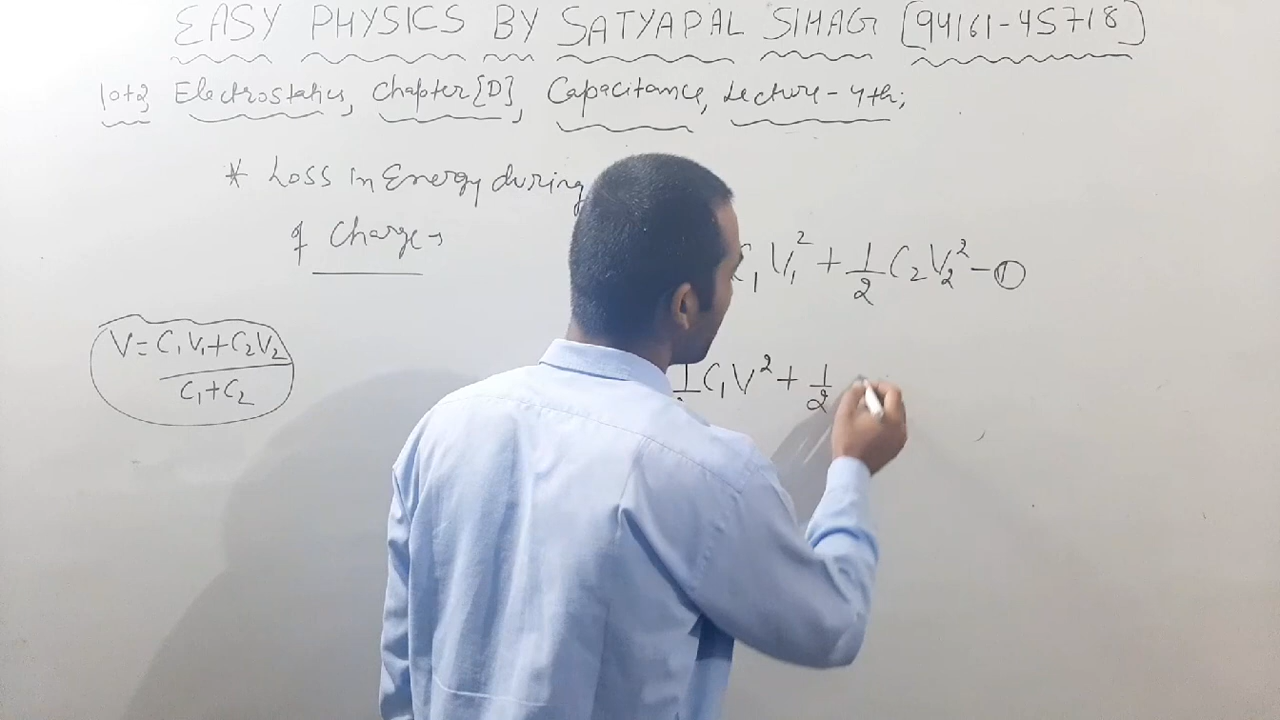 EASY PHYSICS BY SATYAPAL SIHAG [94161-45718]
10+2, Electrostatics, Chapter [D], Capacitance, Lecture-4th;
* Loss in Energy during
of Charge →
C₁V₁² + 1/2 C₂V₂² - ①
V = C₁V₁+C₂V₂ / C₁+C₂
1/2 C₁V² + 1/2